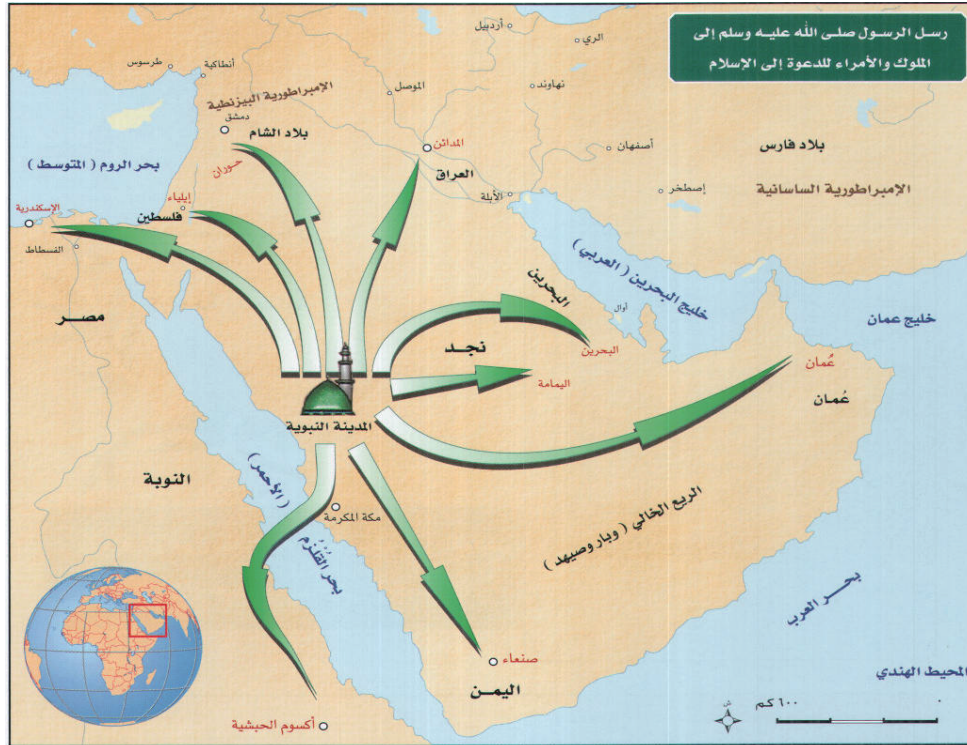 رسل الرسول صلى الله عليه وسلم إلى
الملوك والأمراء للدعوة إلى الإسلام
أردبيل
الري
طرسوس
أنطاكية
الموصل
نهاوند
الإمبراطورية البيزنطية
دمشق
بلاد الشام
المدائن
أصفهان
بلاد فارس
بحر الروم ( المتوسط )
حوران
العراق
الأبلة
إصطخر
الإمبراطورية الساسانية
إيلياء
الإسكندرية
فلسطين
الفسطاط
خليج البحرين ( العربي )
البحرين
أوال
خليج عمان
مصر
نجد
البحرين
اليمامة
عُمان
عُمان
المدينة النبوية
النوبة
( الأحمر )
مكة المكرمة
بحر القُلْزُم
الربع الخالي ( وبار وصيهد )
بحر العرب
صنعاء
اليمن
المحيط الهندي
أكسوم الحبشية
ش
٦٠٠ كم
٠